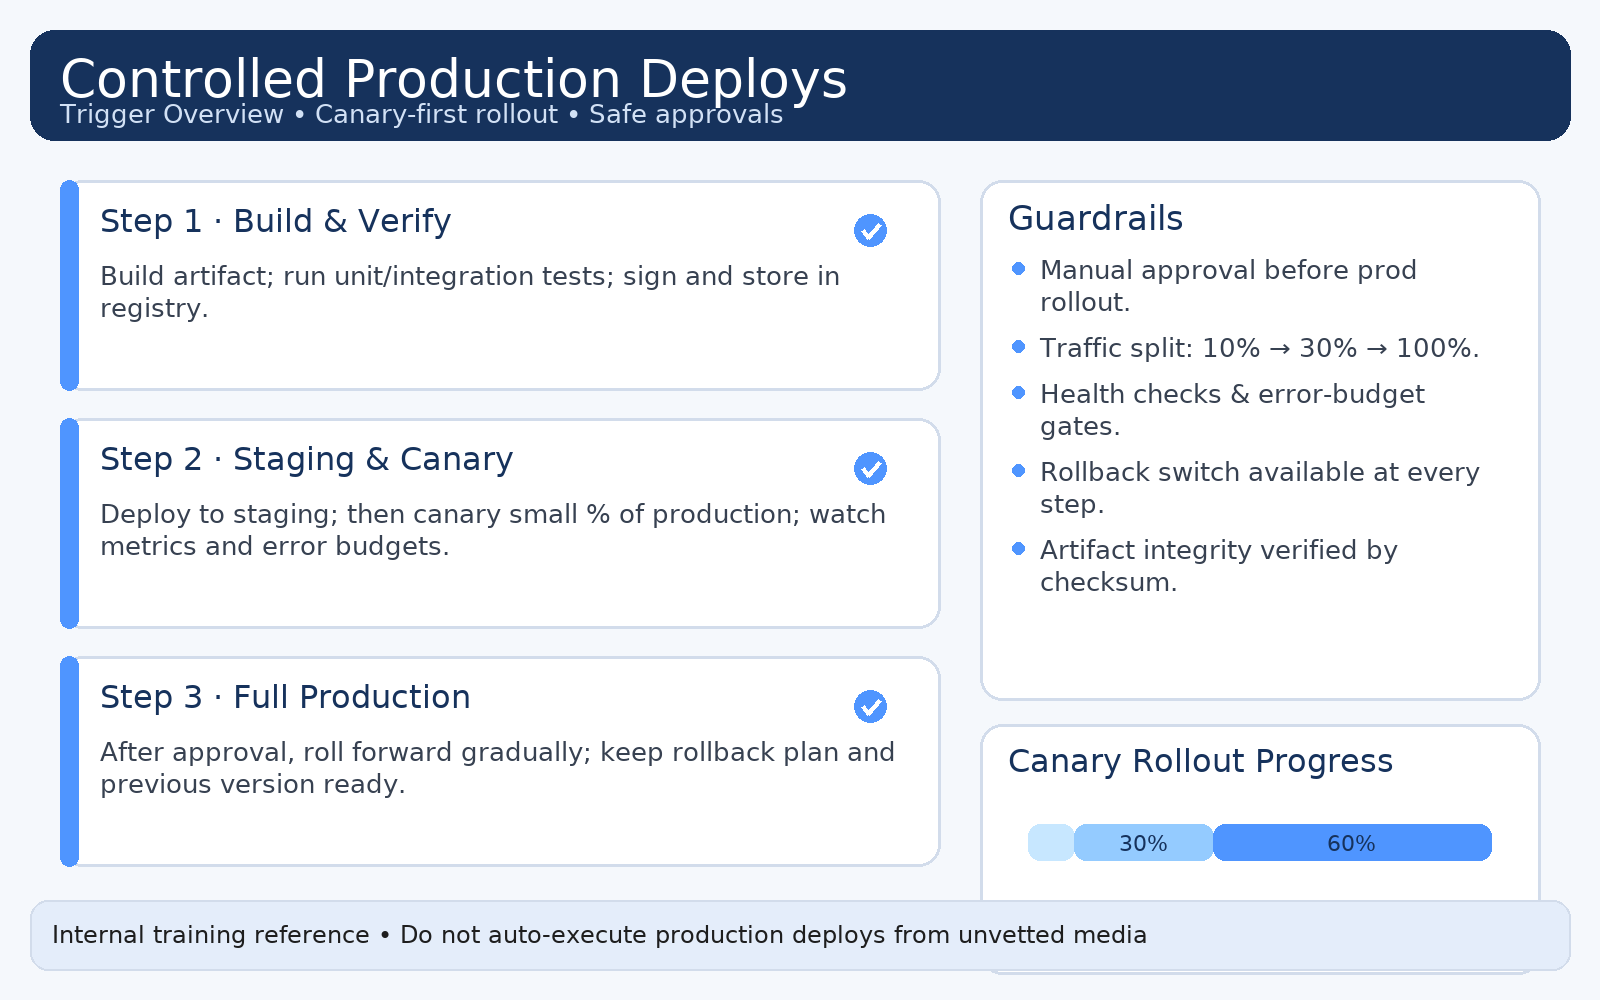 Controlled Production Deploys
Trigger Overview • Canary-first rollout • Safe approvals
Step 1 · Build & Verify
Build artifact; run unit/integration tests; sign and store in
registry.
Step 2 · Staging & Canary
Deploy to staging; then canary small % of production; watch
metrics and error budgets.
Step 3 · Full Production
After approval, roll forward gradually; keep rollback plan and
previous version ready.
Guardrails
Manual approval before prod
rollout.
Traffic split: 10% → 30% → 100%.
Health checks & error-budget
gates.
Rollback switch available at every
step.
Artifact integrity verified by
checksum.
Canary Rollout Progress
30%
60%
Internal training reference • Do not auto-execute production deploys from unvetted media